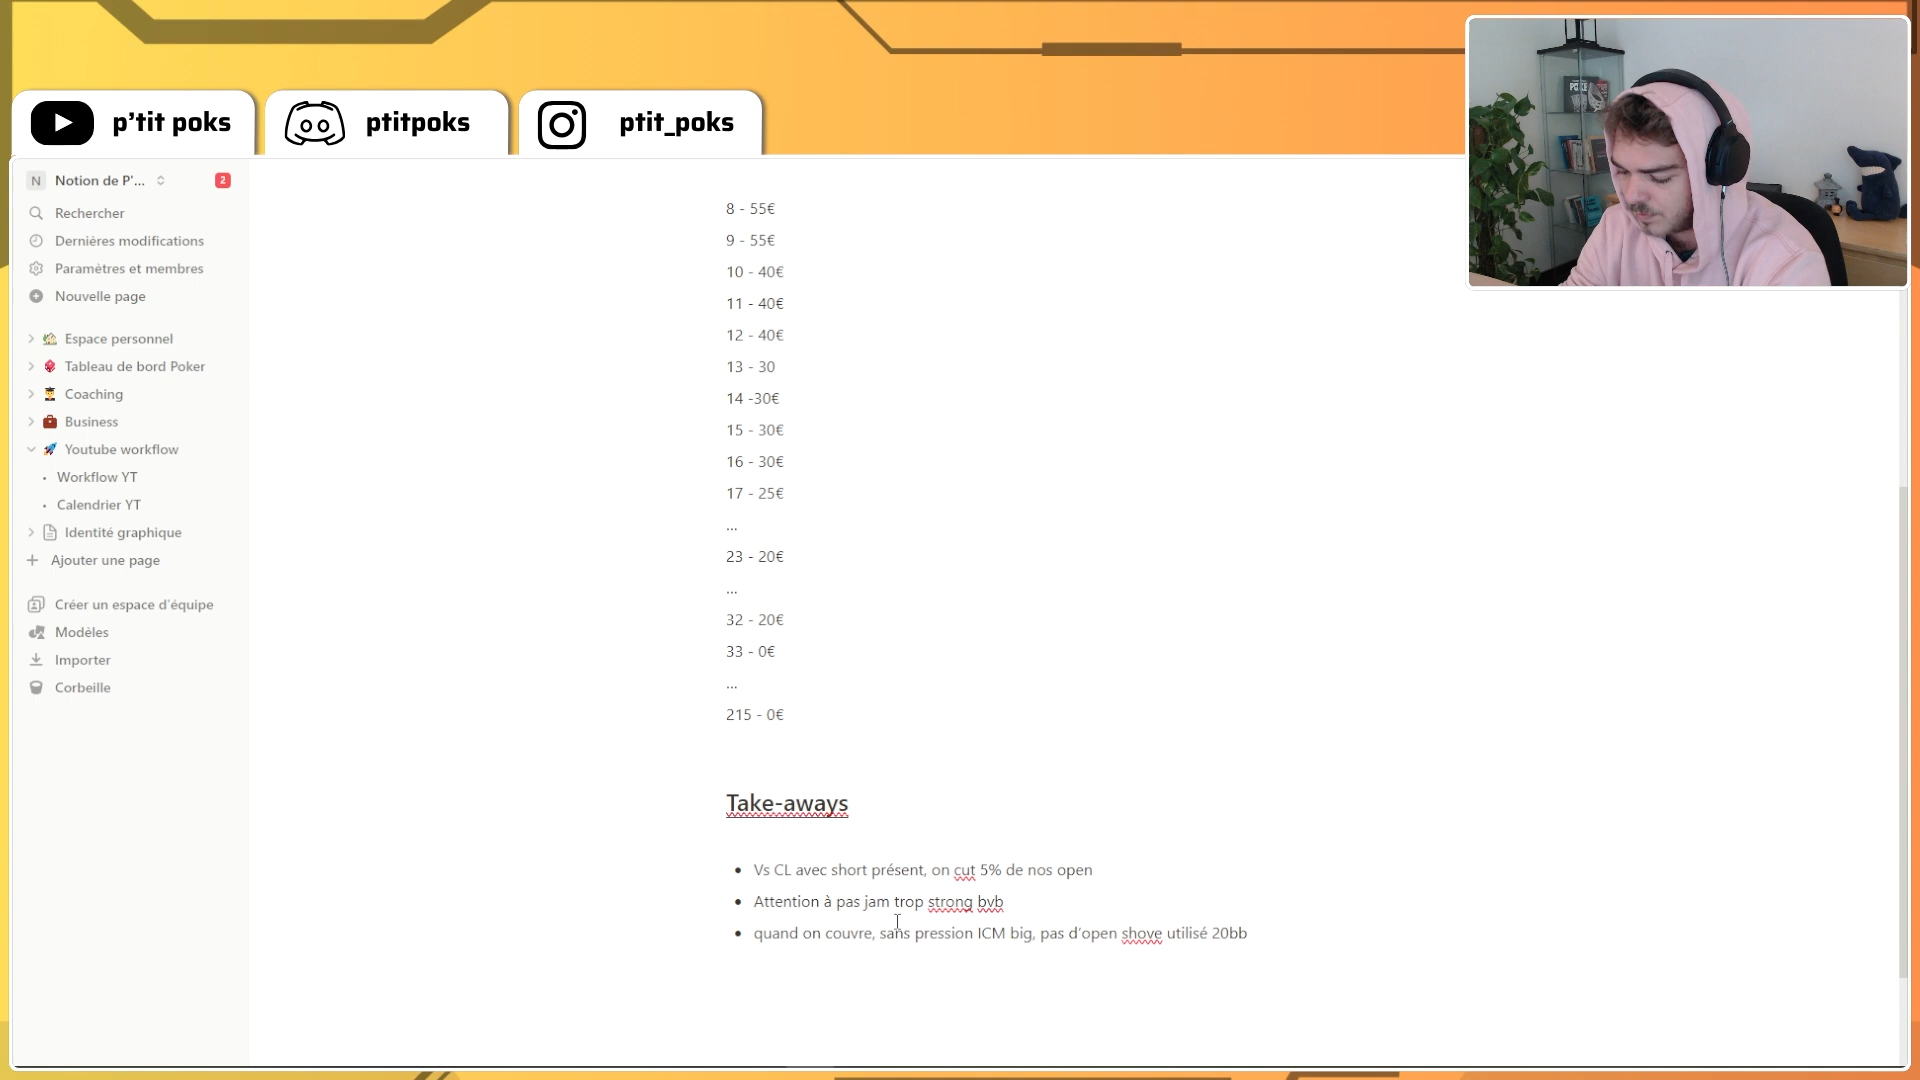 p'tit poks
ptitpoks
ptit_poks
N Notion de P'... 2
Rechercher
Dernières modifications
Paramètres et membres
Nouvelle page
Espace personnel
Tableau de bord Poker
Coaching
Business
Youtube workflow
Workflow YT
Calendrier YT
Identité graphique
Ajouter une page
Créer un espace d'équipe
Modèles
Importer
Corbeille
8 - 55€
9 - 55€
10 - 40€
11 - 40€
12 - 40€
13 - 30
14 -30€
15 - 30€
16 - 30€
17 - 25€
...
23 - 20€
...
32 - 20€
33 - 0€
...
215 - 0€
Take-aways
• Vs CL avec short présent, on cut 5% de nos open
• Attention à pas jam trop strong bvb
• quand on couvre, sans pression ICM big, pas d'open shove utilisé 20bb